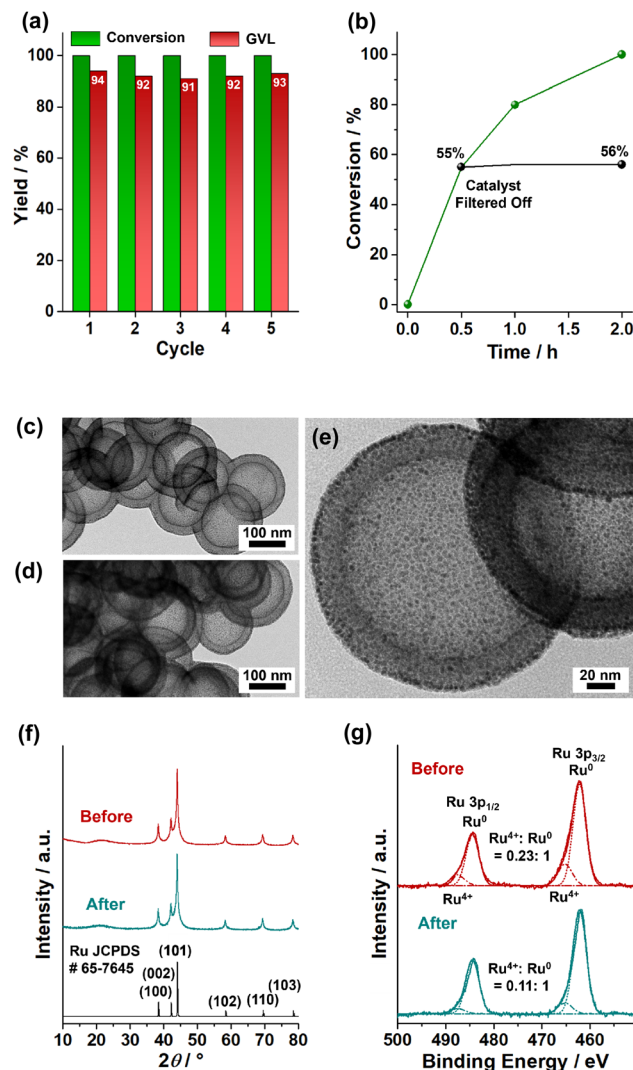 (a)
Conversion
GVL
100
80
60
40
20
0
Yield / %
94
92
91
92
93
1 2 3 4 5
Cycle
(b)
100
80
60
40
20
0
Conversion / %
55%
56%
Catalyst
Filtered Off
0.0 0.5 1.0 2.0
Time / h
(c)
100 nm
(d)
100 nm
(e)
20 nm
(f)
Before
After
Intensity / a.u.
Ru JCPDS
# 65-7645
(101)
(002)
(100)
(102)
(110)
(103)
10 20 30 40 50 60 70 80
2θ / °
(g)
Before
Ru 3p3/2
Ru⁰
Ru 3p1/2
Ru⁰
Ru⁴⁺: Ru⁰
= 0.23: 1
Ru⁴⁺
Ru⁴⁺
After
Ru⁴⁺: Ru⁰
= 0.11: 1
Intensity / a.u.
500 490 480 470 460
Binding Energy / eV